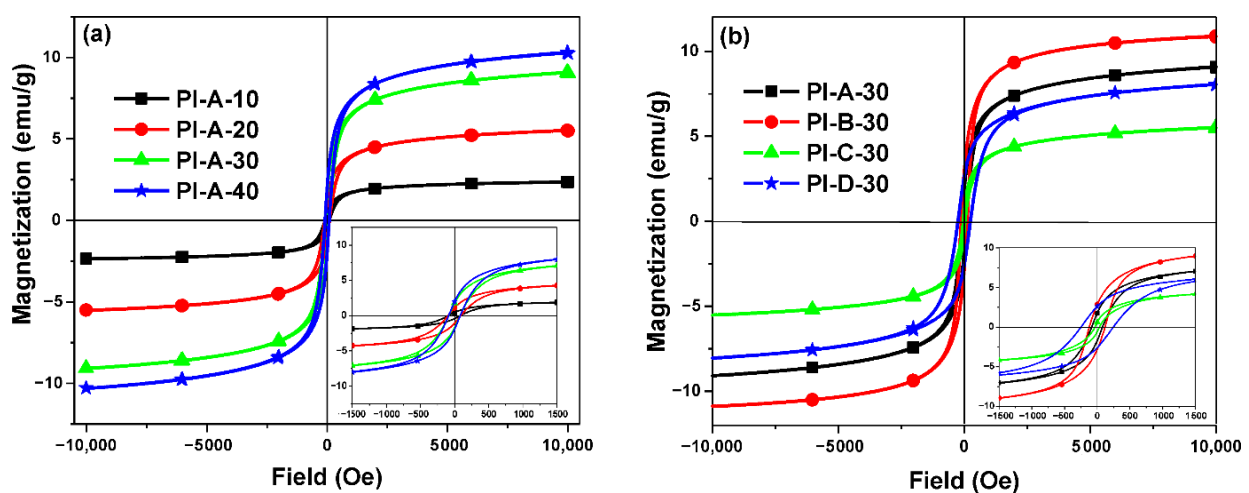 (a)
PI-A-10
PI-A-20
PI-A-30
PI-A-40
Magnetization (emu/g)
10
5
0
−5
−10
−10,000 −5000 0 5000 10,000
Field (Oe)
10
5
0
−5
−10
−1500 −1000 −500 0 500 1000 1500
(b)
PI-A-30
PI-B-30
PI-C-30
PI-D-30
Magnetization (emu/g)
10
5
0
−5
−10
−10,000 −5000 0 5000 10,000
Field (Oe)
10
5
0
−5
−10
−1500 −1000 −500 0 500 1000 1500